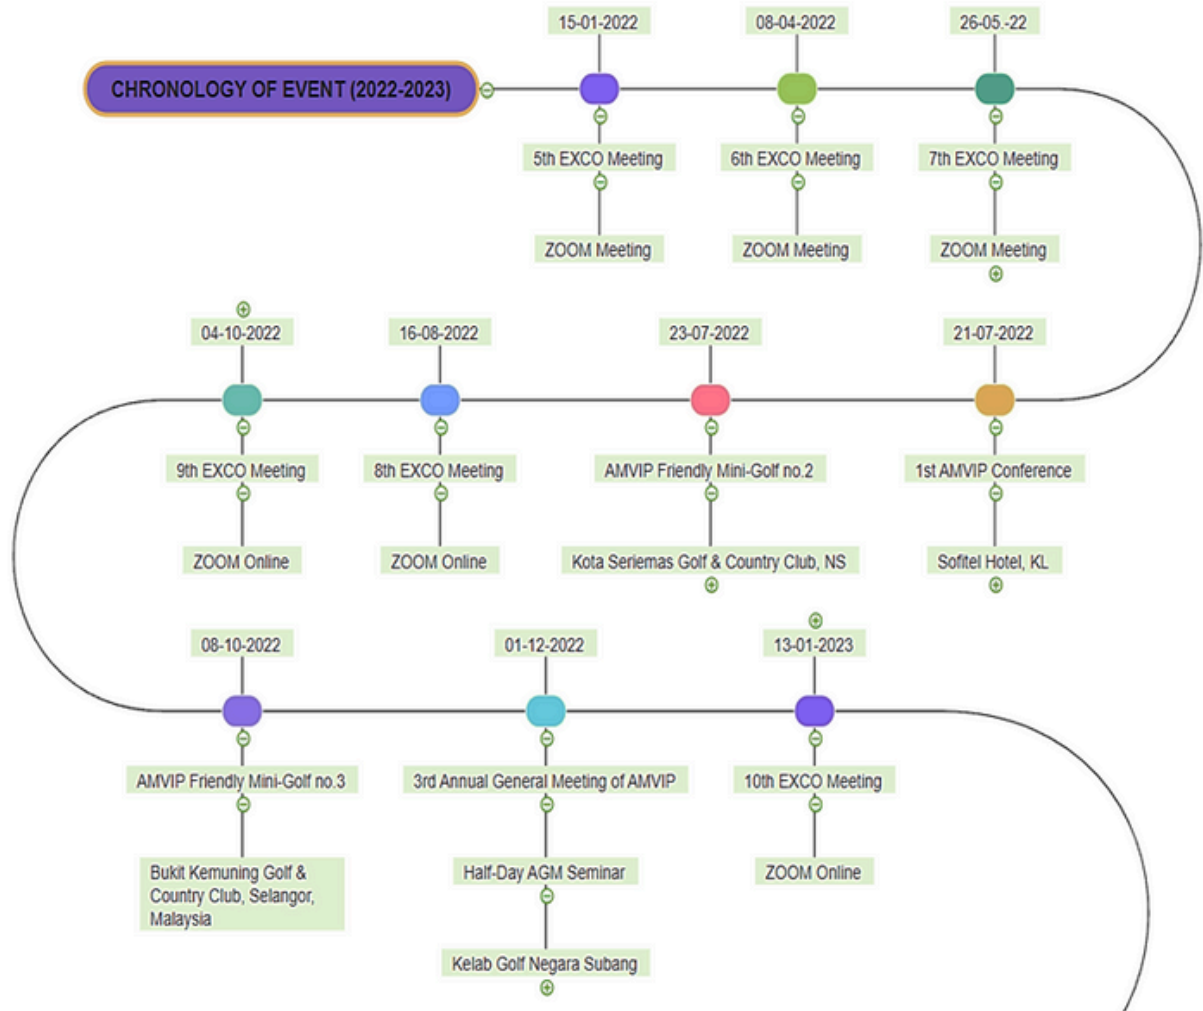 CHRONOLOGY OF EVENT (2022-2023)
15-01-2022
5th EXCO Meeting
ZOOM Meeting
08-04-2022
6th EXCO Meeting
ZOOM Meeting
26-05.-22
7th EXCO Meeting
ZOOM Meeting
21-07-2022
1st AMVIP Conference
Sofitel Hotel, KL
23-07-2022
AMVIP Friendly Mini-Golf no.2
Kota Seriemas Golf & Country Club, NS
16-08-2022
8th EXCO Meeting
ZOOM Online
04-10-2022
9th EXCO Meeting
ZOOM Online
08-10-2022
AMVIP Friendly Mini-Golf no.3
Bukit Kemuning Golf &
Country Club, Selangor,
Malaysia
01-12-2022
3rd Annual General Meeting of AMVIP
Half-Day AGM Seminar
Kelab Golf Negara Subang
13-01-2023
10th EXCO Meeting
ZOOM Online